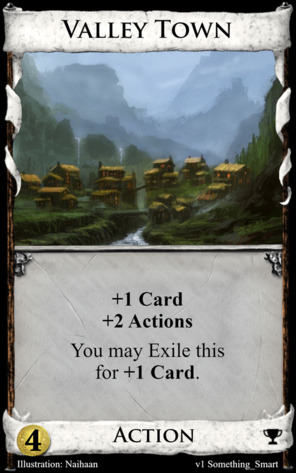 VALLEY TOWN
+1 Card
+2 Actions
You may Exile this
for +1 Card.
4
ACTION
Illustration: Naihaan
v1 Something_Smart